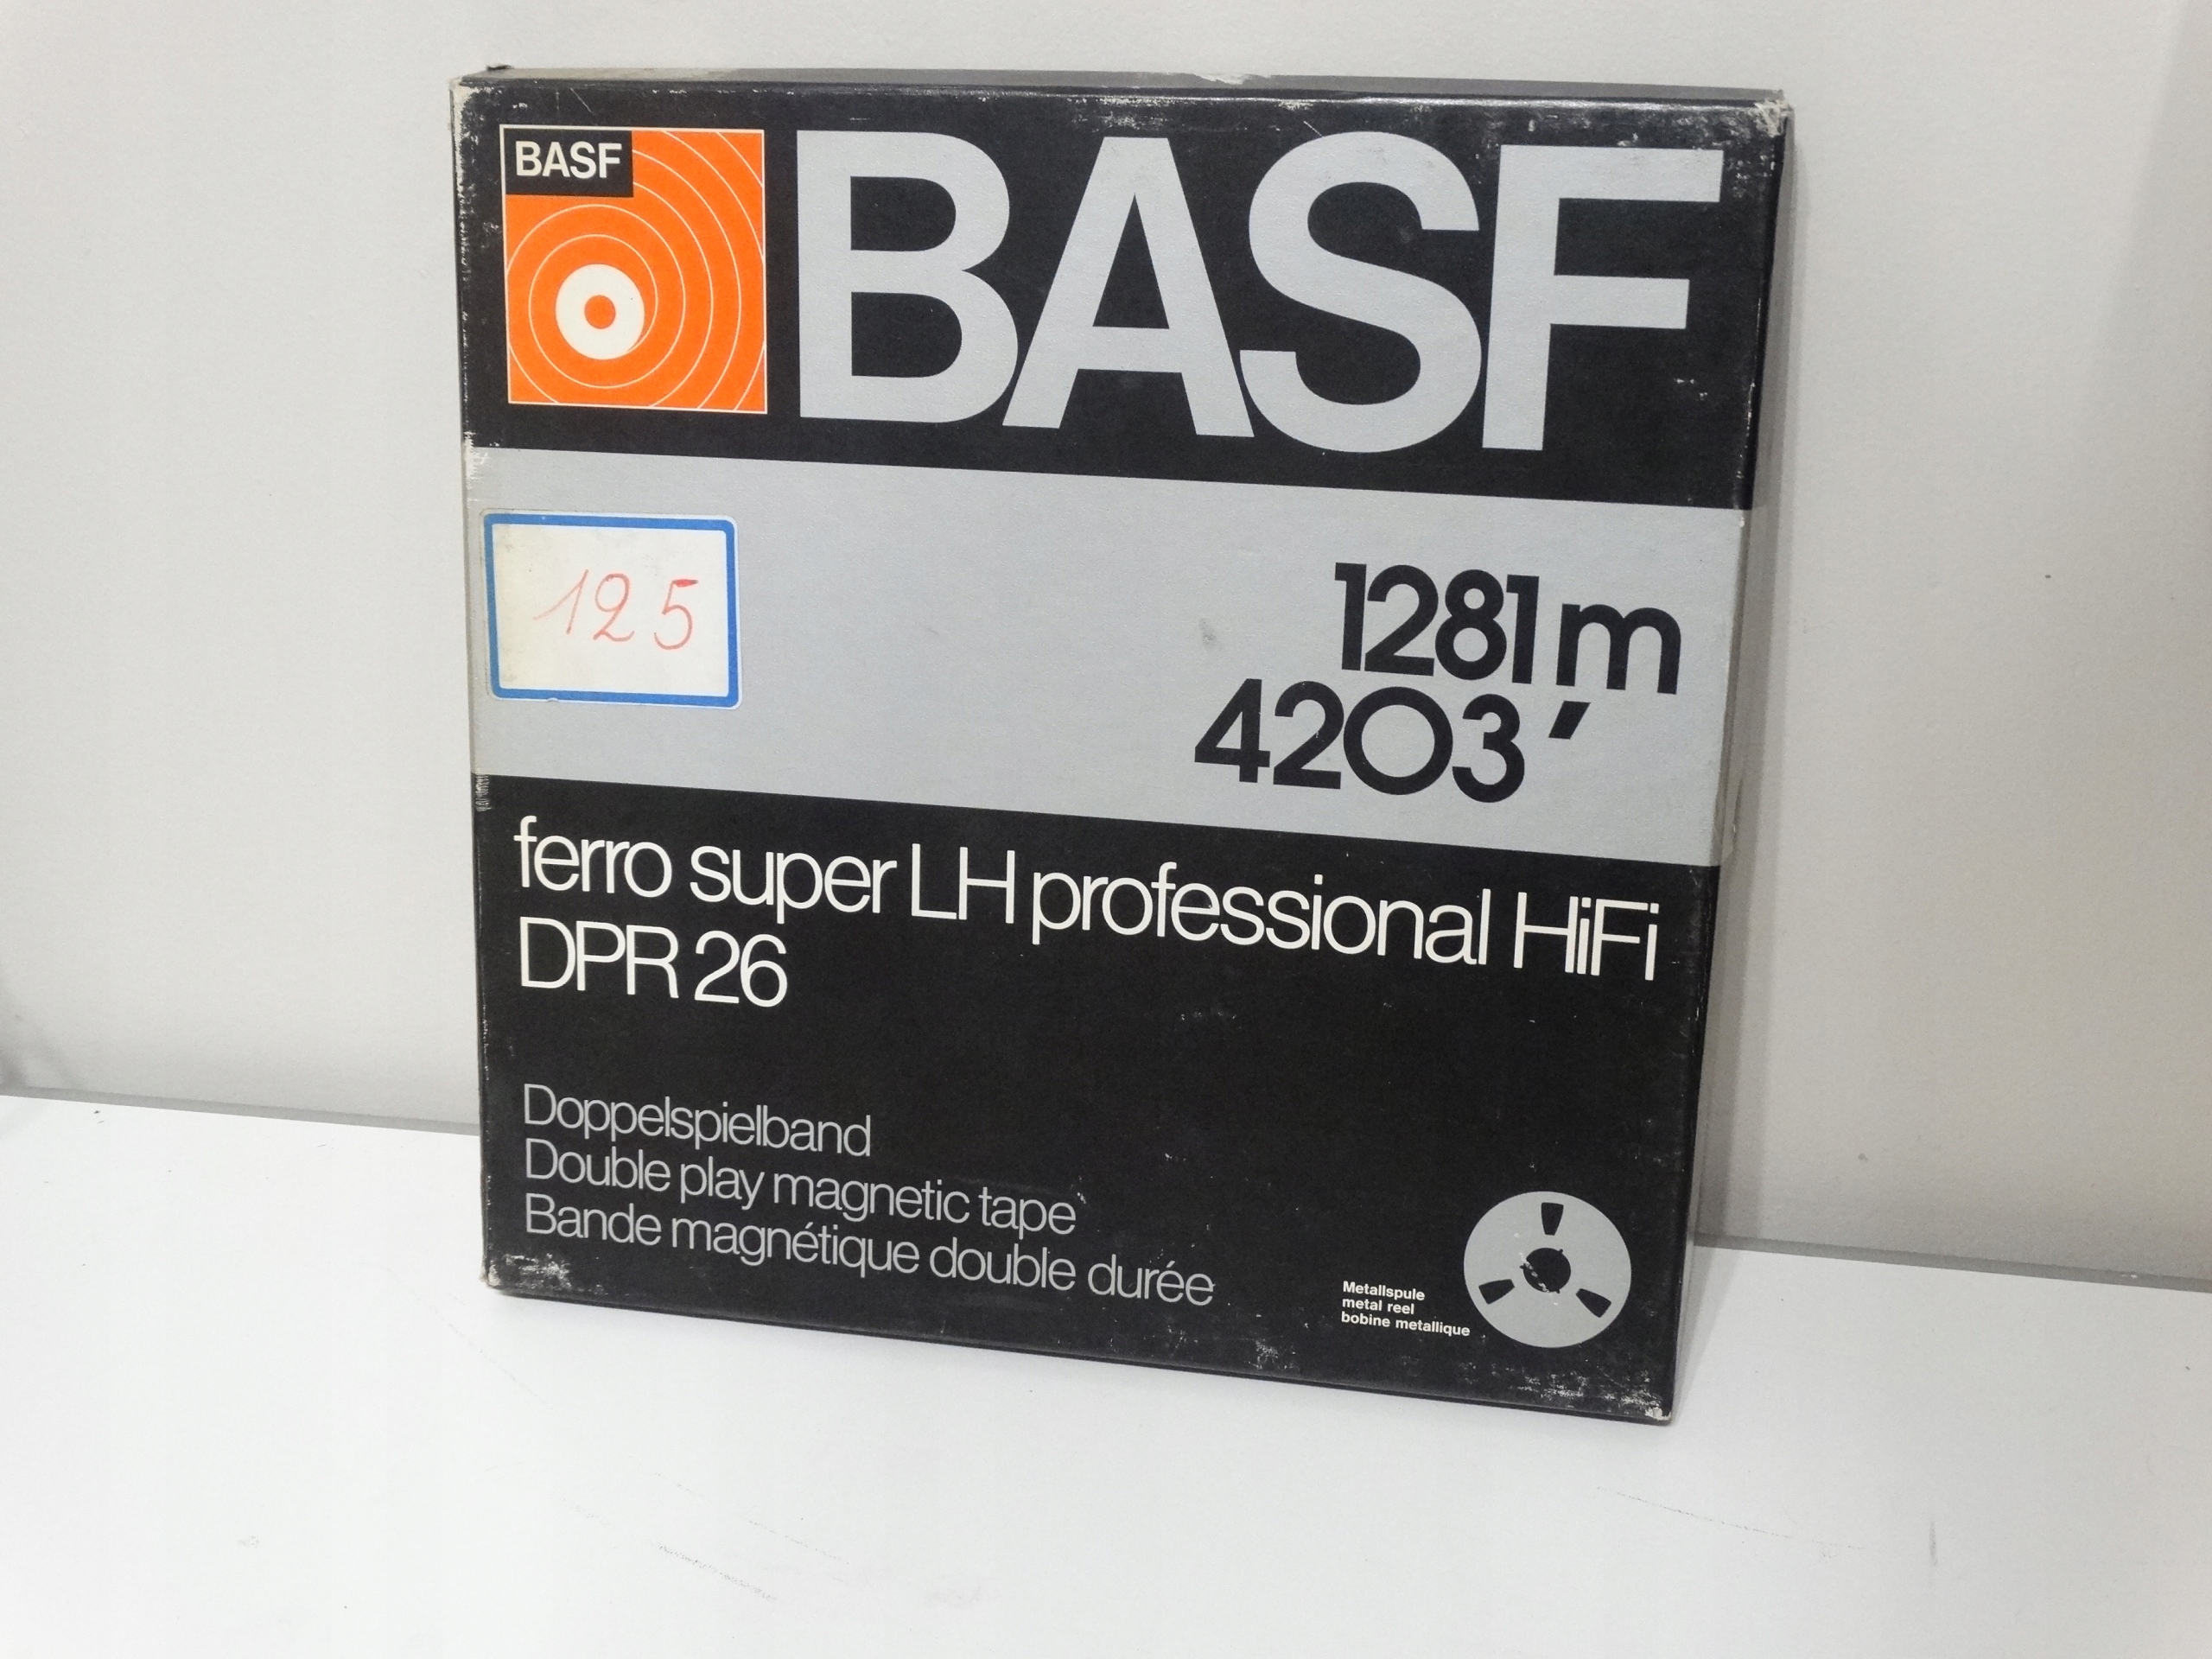 BASF
BASF
125
1281 m
4203 ′
ferro super LH professional HiFi
DPR 26
Doppelspielband
Double play magnetic tape
Bande magnétique double durée
Metallspule
metal reel
bobine metallique